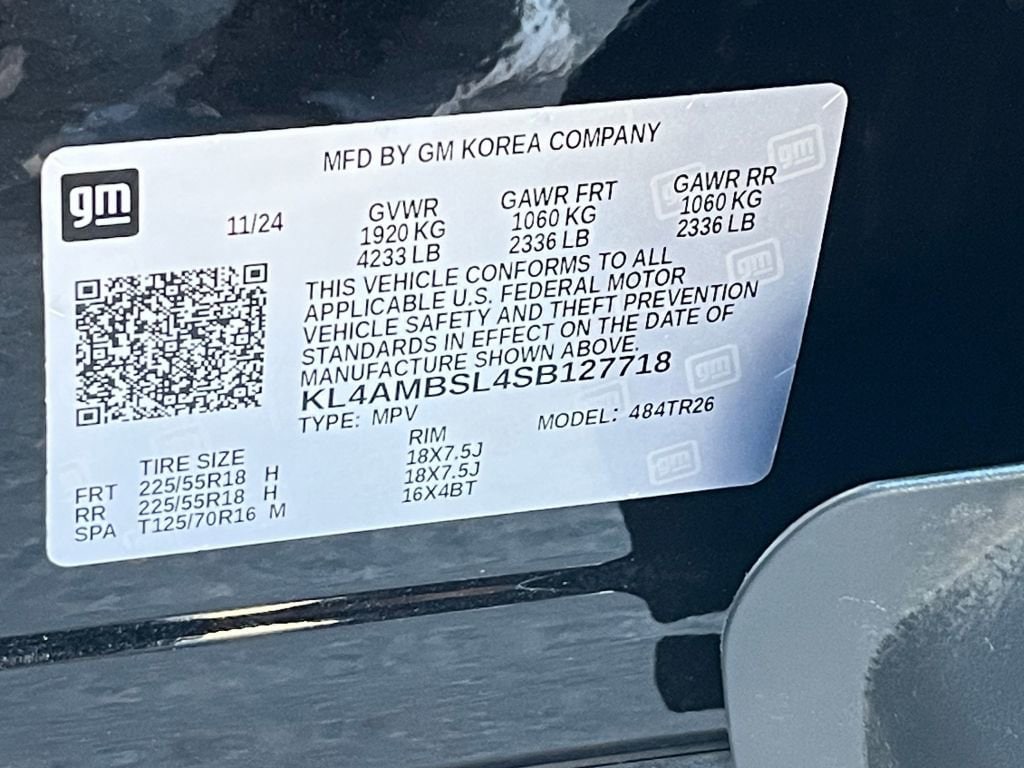 MFD BY GM KOREA COMPANY
gm
11/24
GVWR GAWR FRT GAWR RR
1920 KG 1060 KG 1060 KG
4233 LB 2336 LB 2336 LB
THIS VEHICLE CONFORMS TO ALL
APPLICABLE U.S. FEDERAL MOTOR
VEHICLE SAFETY AND THEFT PREVENTION
STANDARDS IN EFFECT ON THE DATE OF
MANUFACTURE SHOWN ABOVE.
KL4AMBSL4SB127718
TYPE: MPV MODEL: 484TR26
TIRE SIZE RIM
FRT 225/55R18 H 18X7.5J
RR 225/55R18 H 18X7.5J
SPA T125/70R16 M 16X4BT